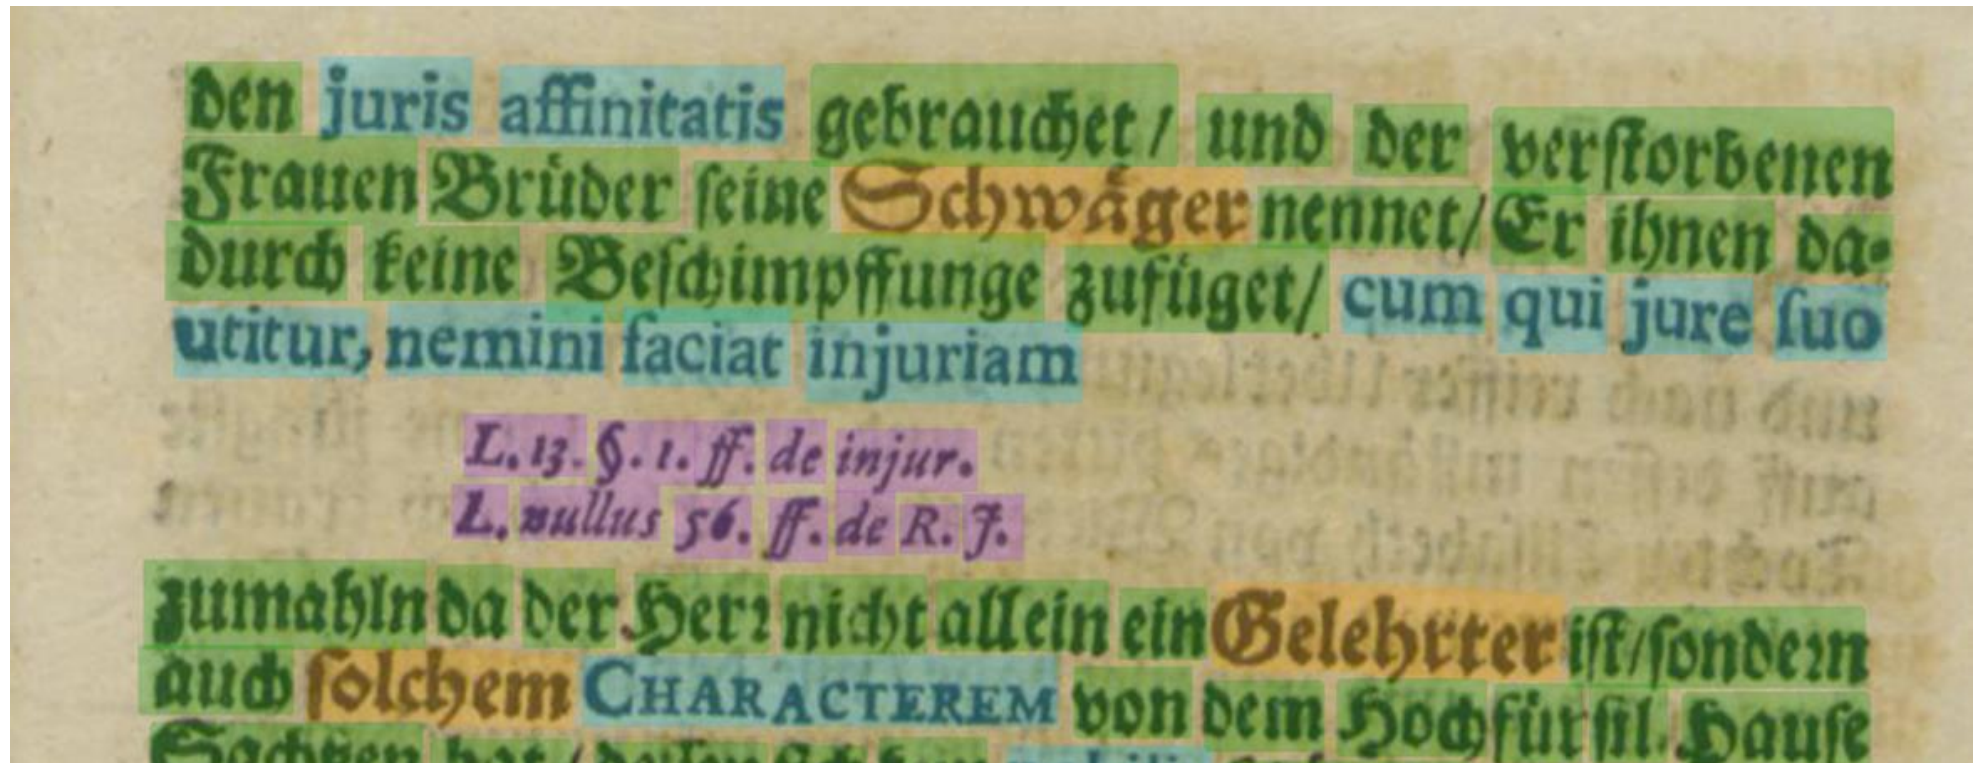 den juris affinitatis gebrauchet / und der verstorbenen
Frauen Brüder seine Schwäger nennet / Er ihnen da-
durch keine Beschimpffunge zufüget / cum qui jure suo
utitur, nemini faciat injuriam
L. 13. §. 1. ff. de injur.
L. nullus 56. ff. de R. J.
zumahln da der Herr nicht allein ein Gelehrter ist / sondern
auch solchem CHARACTEREM von dem Hochfürstl. Hause
Sachsen hat /